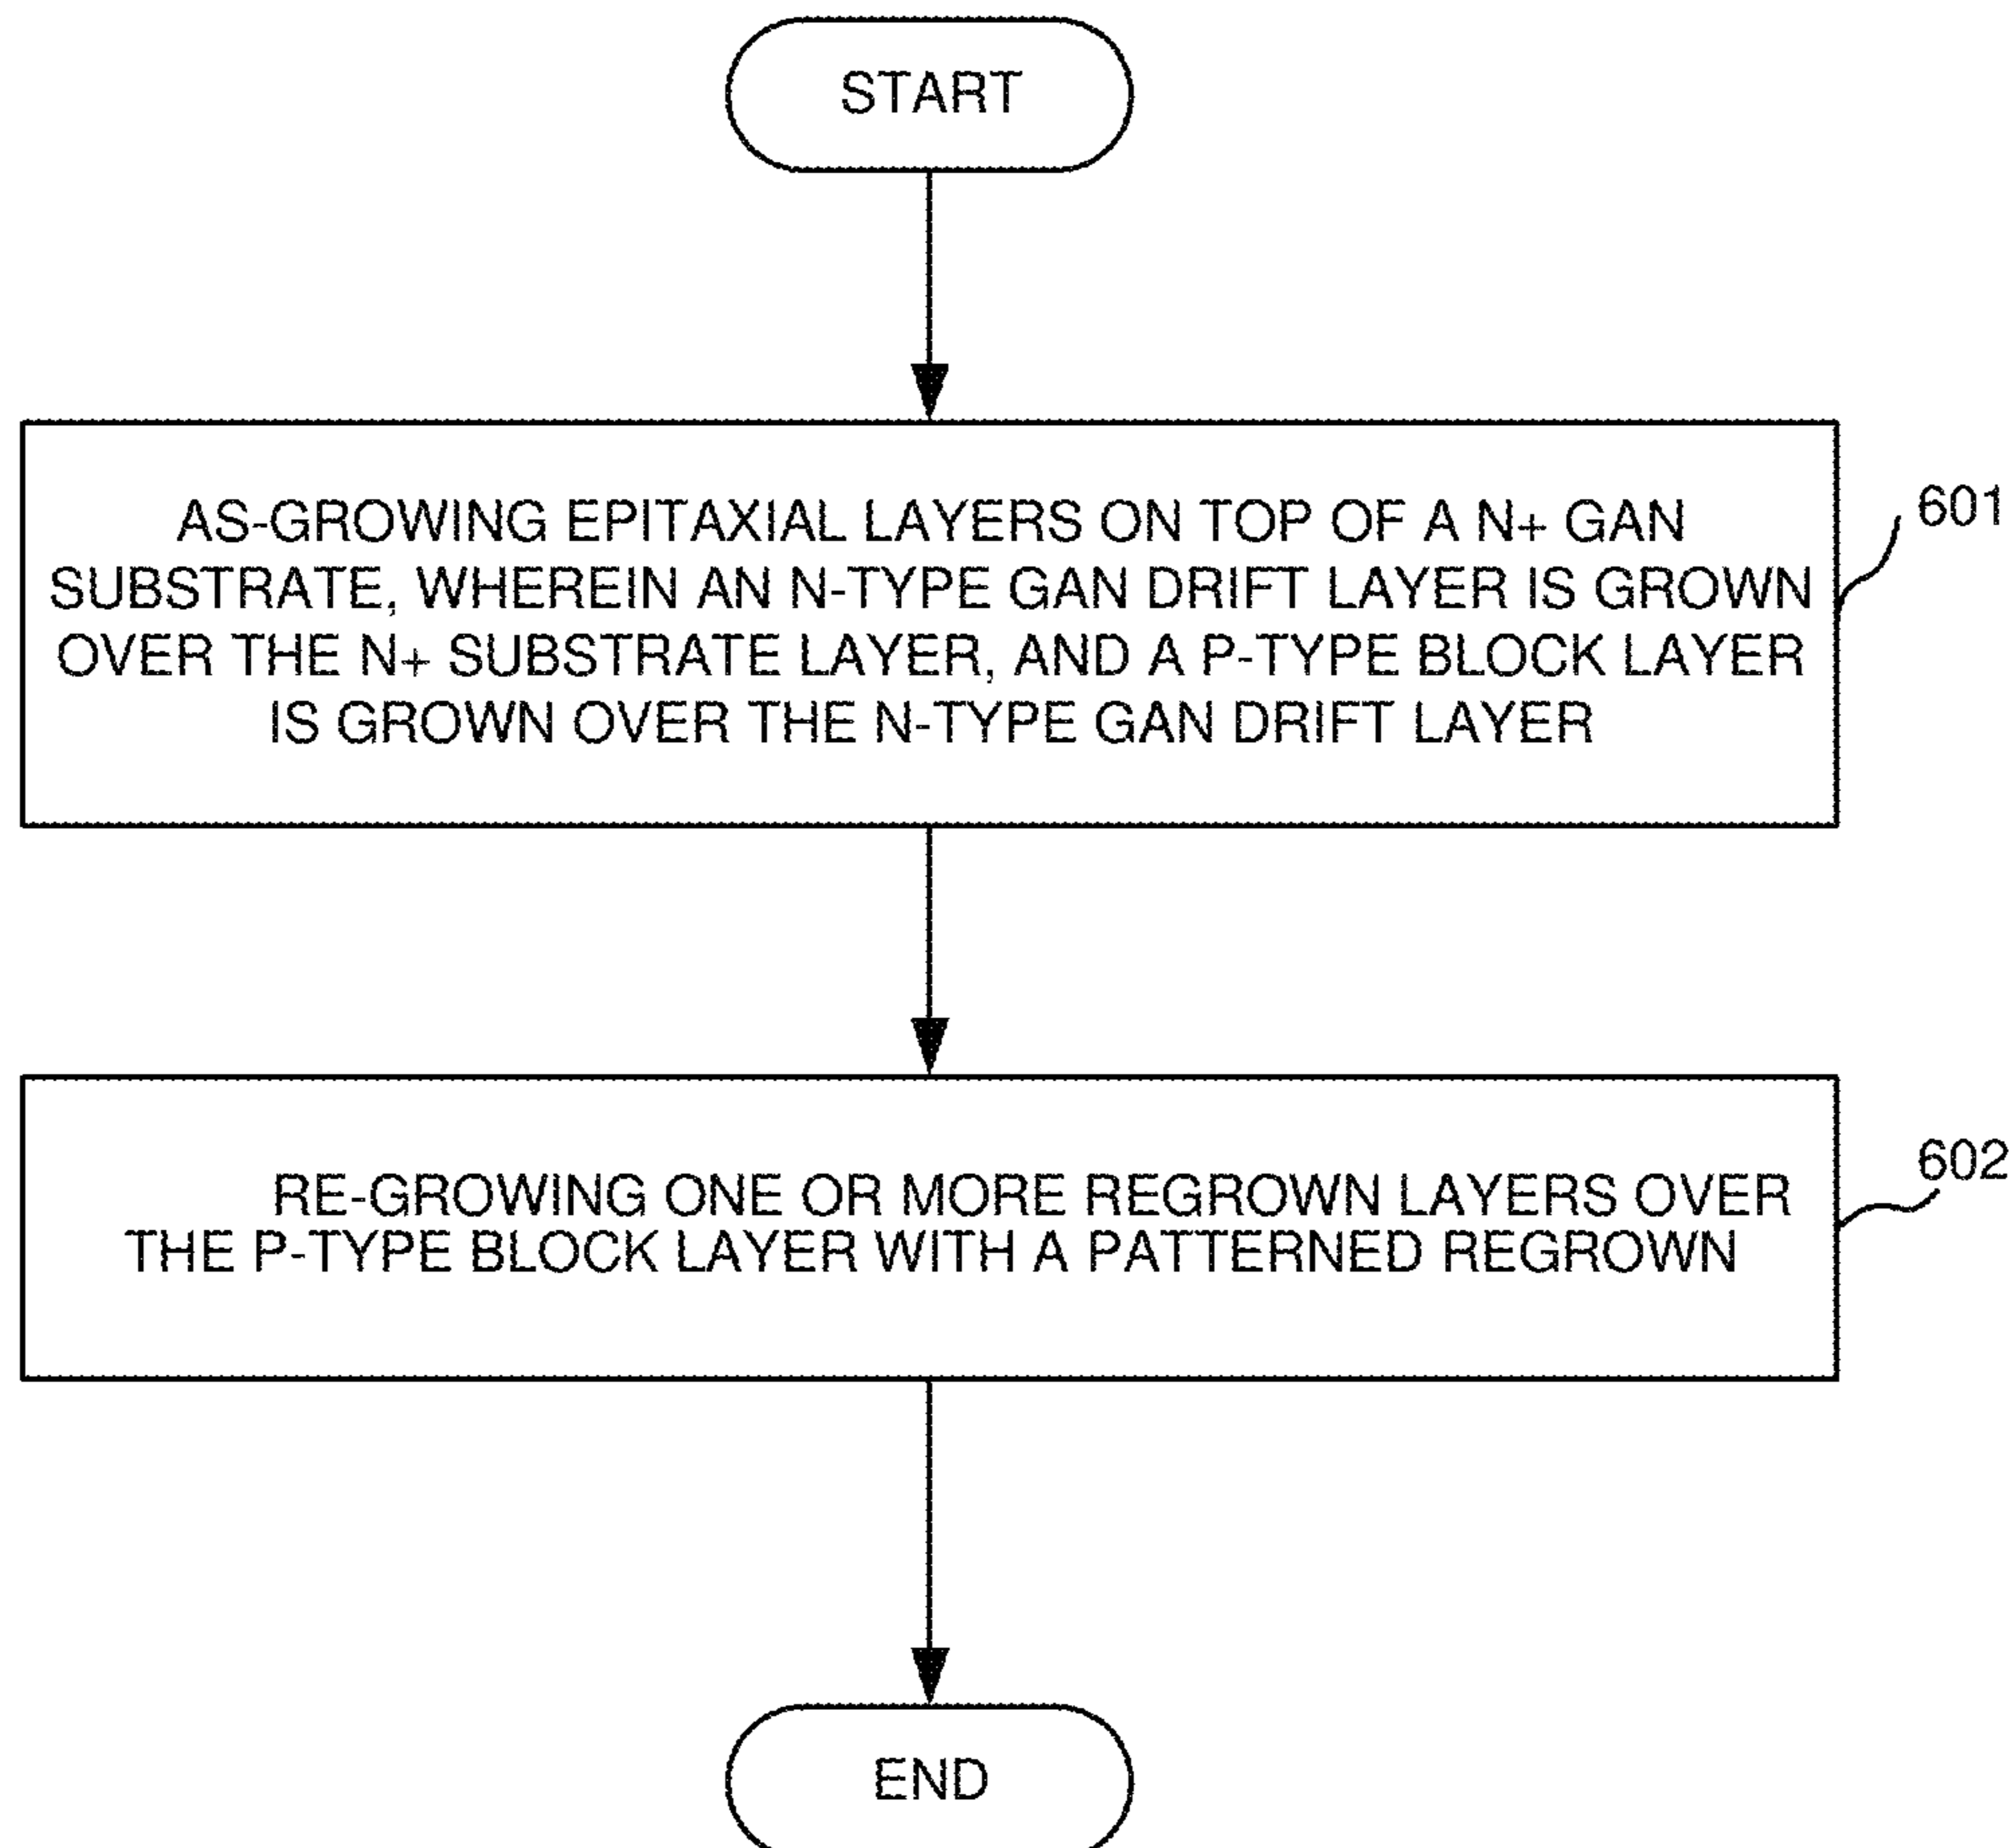 START
AS-GROWING EPITAXIAL LAYERS ON TOP OF A N+ GAN
SUBSTRATE, WHEREIN AN N-TYPE GAN DRIFT LAYER IS GROWN
OVER THE N+ SUBSTRATE LAYER, AND A P-TYPE BLOCK LAYER
IS GROWN OVER THE N-TYPE GAN DRIFT LAYER
601
RE-GROWING ONE OR MORE REGROWN LAYERS OVER
THE P-TYPE BLOCK LAYER WITH A PATTERNED REGROWN
602
END